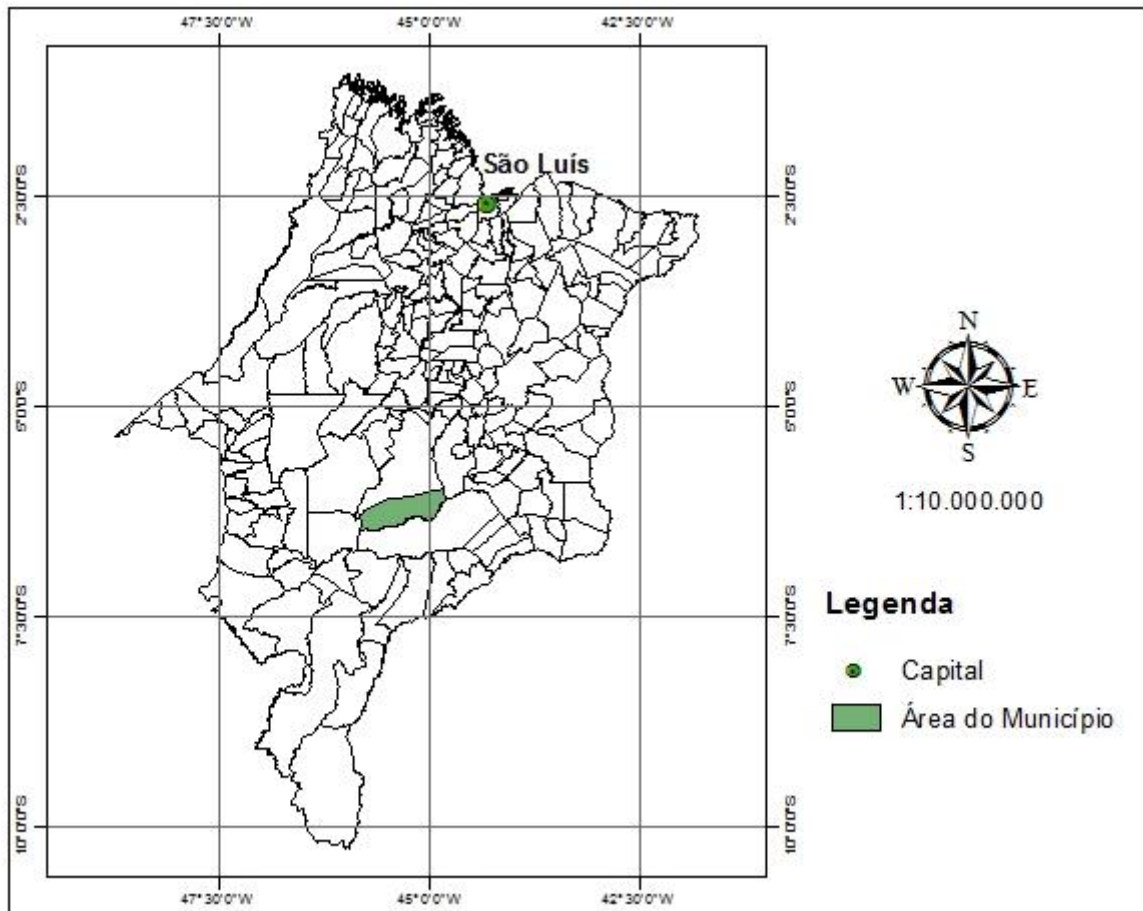 47°30'0"W 45°0'0"W 42°30'0"W
São Luís
2°30'0"S 2°30'0"S
N
W E
S
5°0'0"S 5°0'0"S
1:10.000.000
Legenda
7°30'0"S 7°30'0"S
Capital
Área do Município
10°0'0"S 10°0'0"S
47°30'0"W 45°0'0"W 42°30'0"W